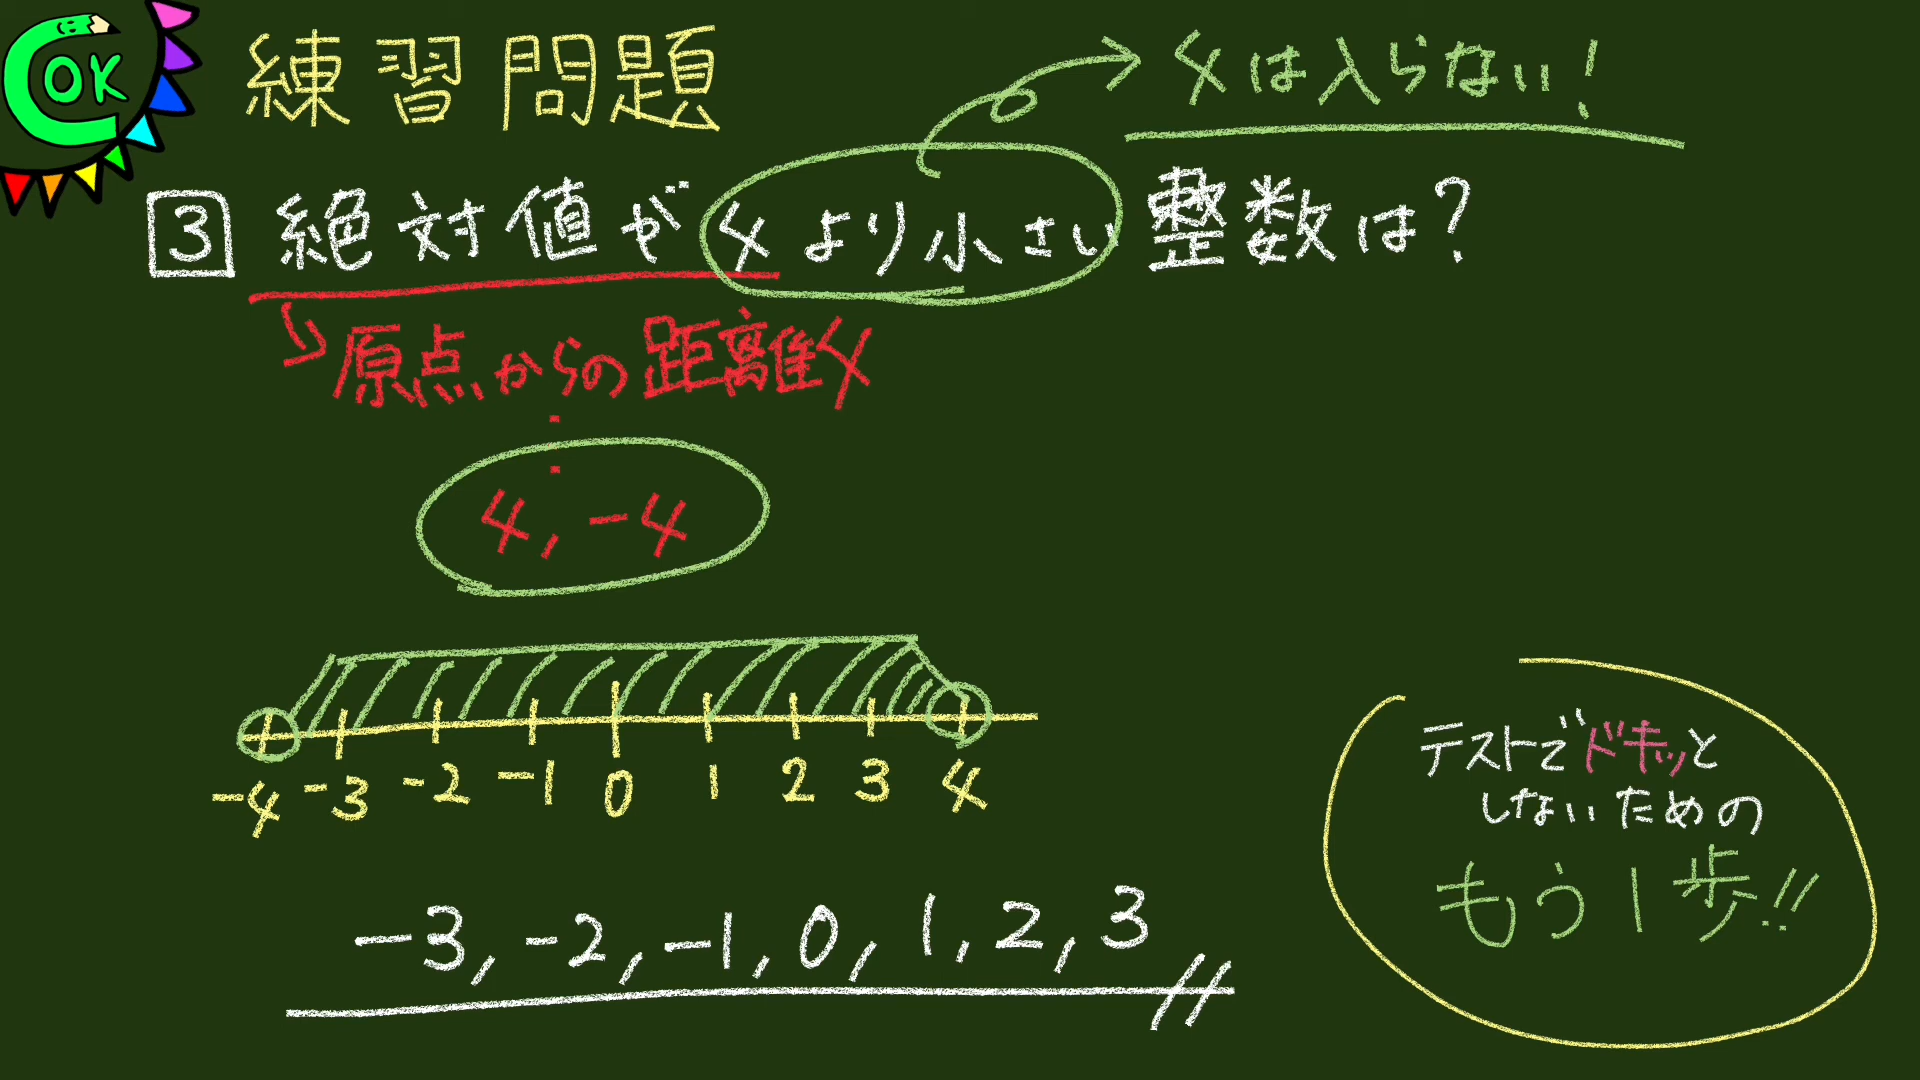 COK
練習問題
4は入らない!
3 絶対値が4より小さい整数は?
原点からの距離4
4, -4
-4 -3 -2 -1 0 1 2 3 4
-3, -2, -1, 0, 1, 2, 3
テストでドキッと
しないための
もう1歩!!